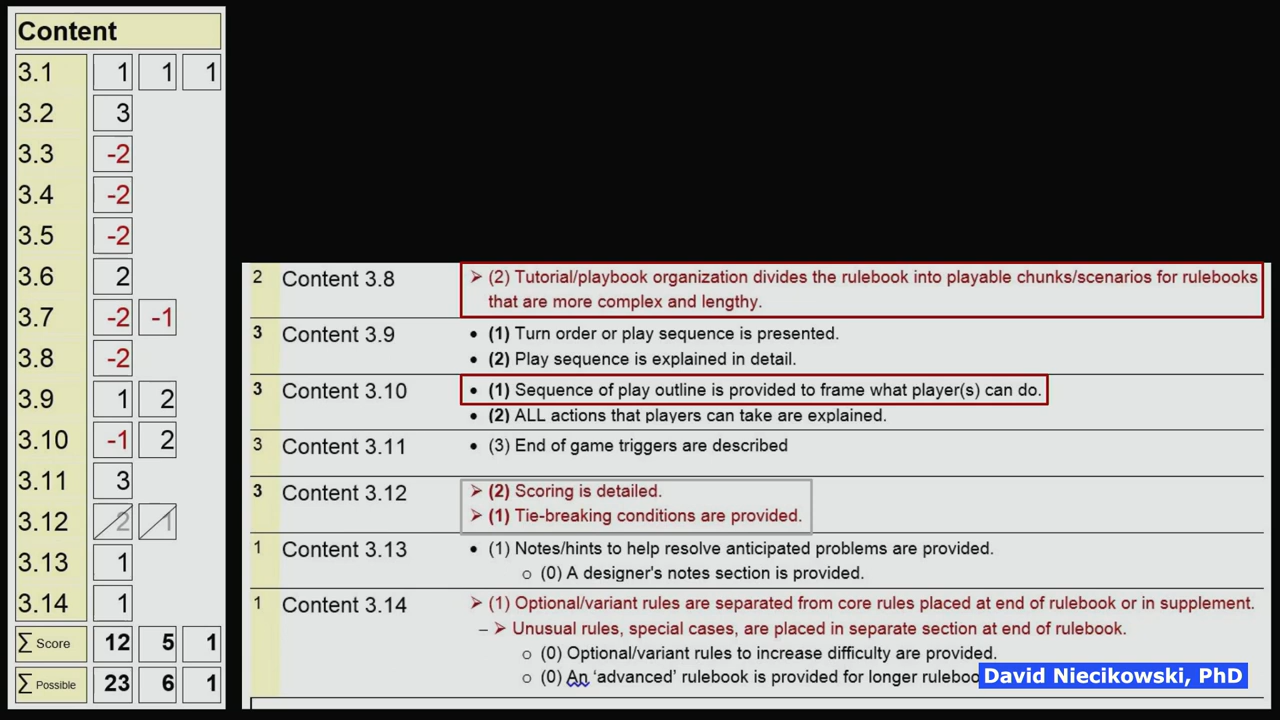 Content
3.1 1 1 1
3.2 3
3.3 -2
3.4 -2
3.5 -2
3.6 2
3.7 -2 -1
3.8 -2
3.9 1 2
3.10 -1 2
3.11 3
3.12 2 1
3.13 1
3.14 1
∑ Score 12 5 1
∑ Possible 23 6 1
2 Content 3.8 ➢ (2) Tutorial/playbook organization divides the rulebook into playable chunks/scenarios for rulebooks
that are more complex and lengthy.
3 Content 3.9 • (1) Turn order or play sequence is presented.
• (2) Play sequence is explained in detail.
3 Content 3.10 • (1) Sequence of play outline is provided to frame what player(s) can do.
• (2) ALL actions that players can take are explained.
3 Content 3.11 • (3) End of game triggers are described
3 Content 3.12 ➢ (2) Scoring is detailed.
➢ (1) Tie-breaking conditions are provided.
1 Content 3.13 • (1) Notes/hints to help resolve anticipated problems are provided.
o (0) A designer's notes section is provided.
1 Content 3.14 ➢ (1) Optional/variant rules are separated from core rules placed at end of rulebook or in supplement.
– ➢ Unusual rules, special cases, are placed in separate section at end of rulebook.
o (0) Optional/variant rules to increase difficulty are provided.
o (0) An ‘advanced’ rulebook is provided for longer
David Niecikowski, PhD